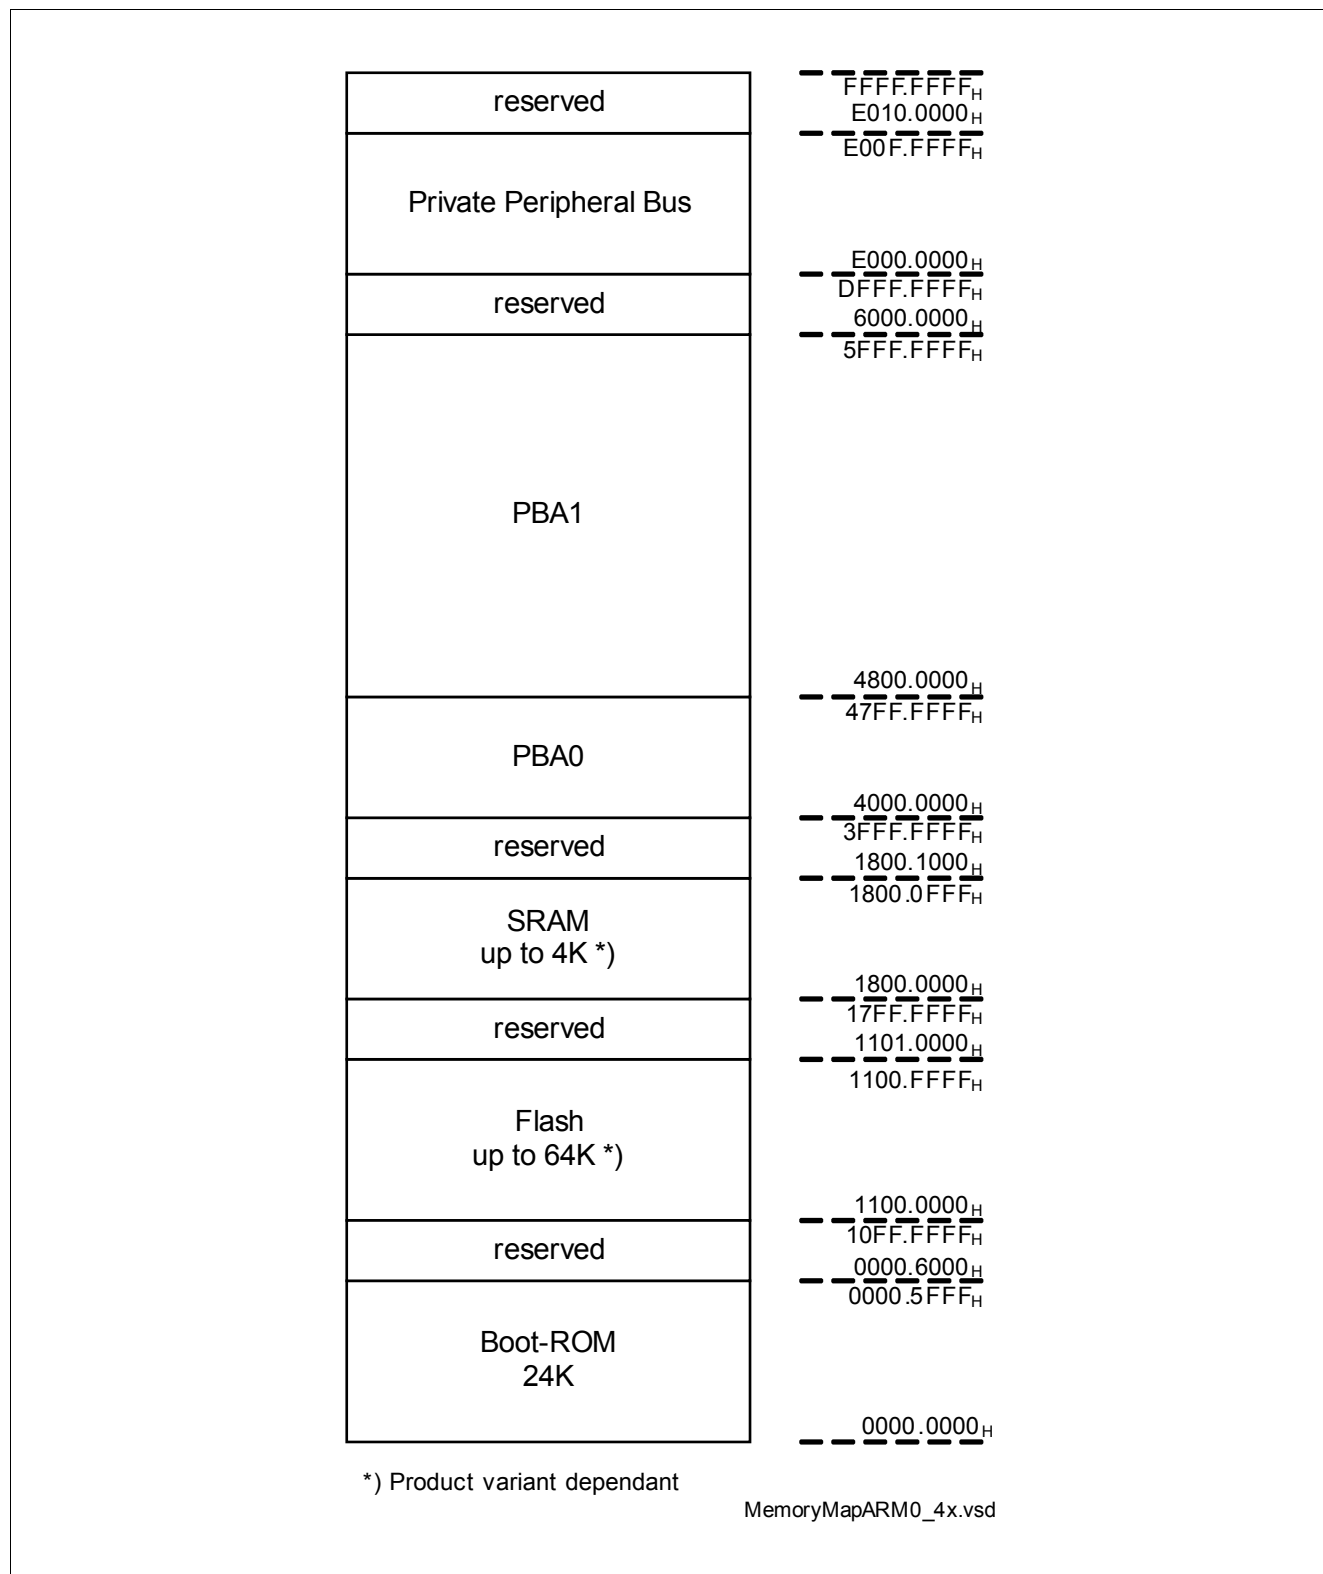 reserved
FFFF.FFFFH
E010.0000H
E00F.FFFFH
Private Peripheral Bus
E000.0000H
reserved
DFFF.FFFFH
6000.0000H
5FFF.FFFFH
PBA1
4800.0000H
47FF.FFFFH
PBA0
4000.0000H
reserved
3FFF.FFFFH
1800.1000H
1800.0FFFH
SRAM
up to 4K *)
1800.0000H
reserved
17FF.FFFFH
1101.0000H
1100.FFFFH
Flash
up to 64K *)
1100.0000H
reserved
10FF.FFFFH
0000.6000H
0000.5FFFH
Boot-ROM
24K
0000.0000H
*) Product variant dependant
MemoryMapARM0_4x.vsd